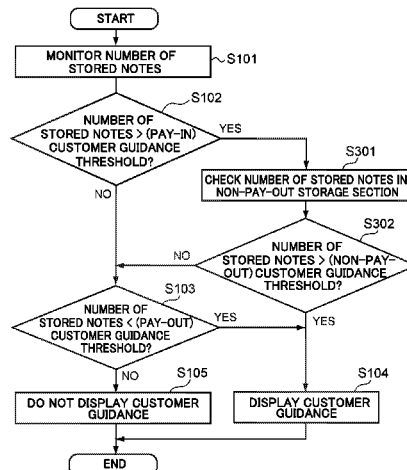 START
MONITOR NUMBER OF
STORED NOTES
S101
S102
NUMBER OF
STORED NOTES > (PAY-IN)
CUSTOMER GUIDANCE
THRESHOLD?
YES
NO
S301
CHECK NUMBER OF STORED NOTES IN
NON-PAY-OUT STORAGE SECTION
S302
NUMBER OF
STORED NOTES > (NON-PAY-
OUT) CUSTOMER GUIDANCE
THRESHOLD?
NO
YES
S103
NUMBER OF
STORED NOTES < (PAY-OUT)
CUSTOMER GUIDANCE
THRESHOLD?
YES
NO
S105
DO NOT DISPLAY CUSTOMER
GUIDANCE
S104
DISPLAY CUSTOMER
GUIDANCE
END